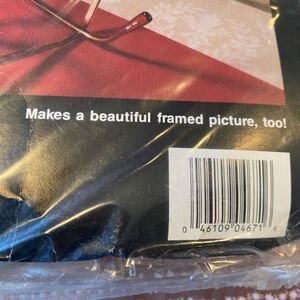 Makes a beautiful framed picture, too!
0 46109 04671 6